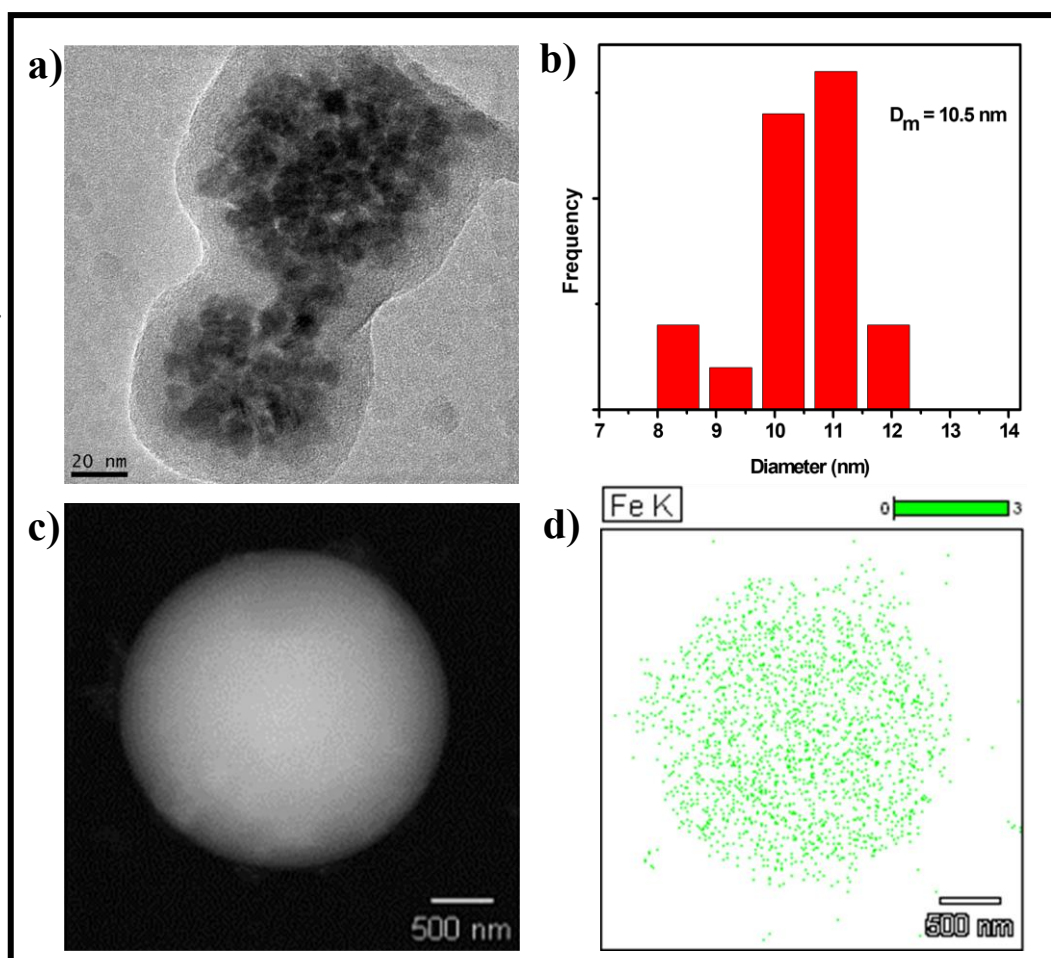 a)
20 nm
b)
D_m = 10.5 nm
Frequency
7 8 9 10 11 12 13 14
Diameter (nm)
c)
500 nm
Fe K
0 3
d)
500 nm